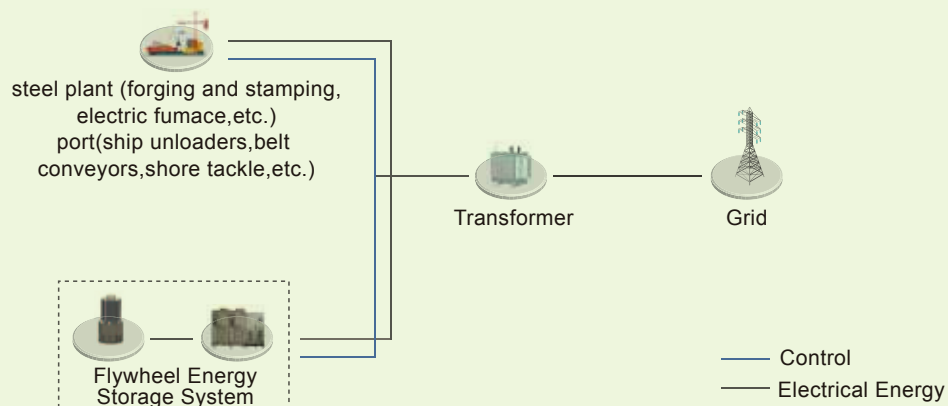 steel plant (forging and stamping,
electric fumace,etc.)
port(ship unloaders,belt
conveyors,shore tackle,etc.)
Transformer
Grid
Flywheel Energy
Storage System
Control
Electrical Energy